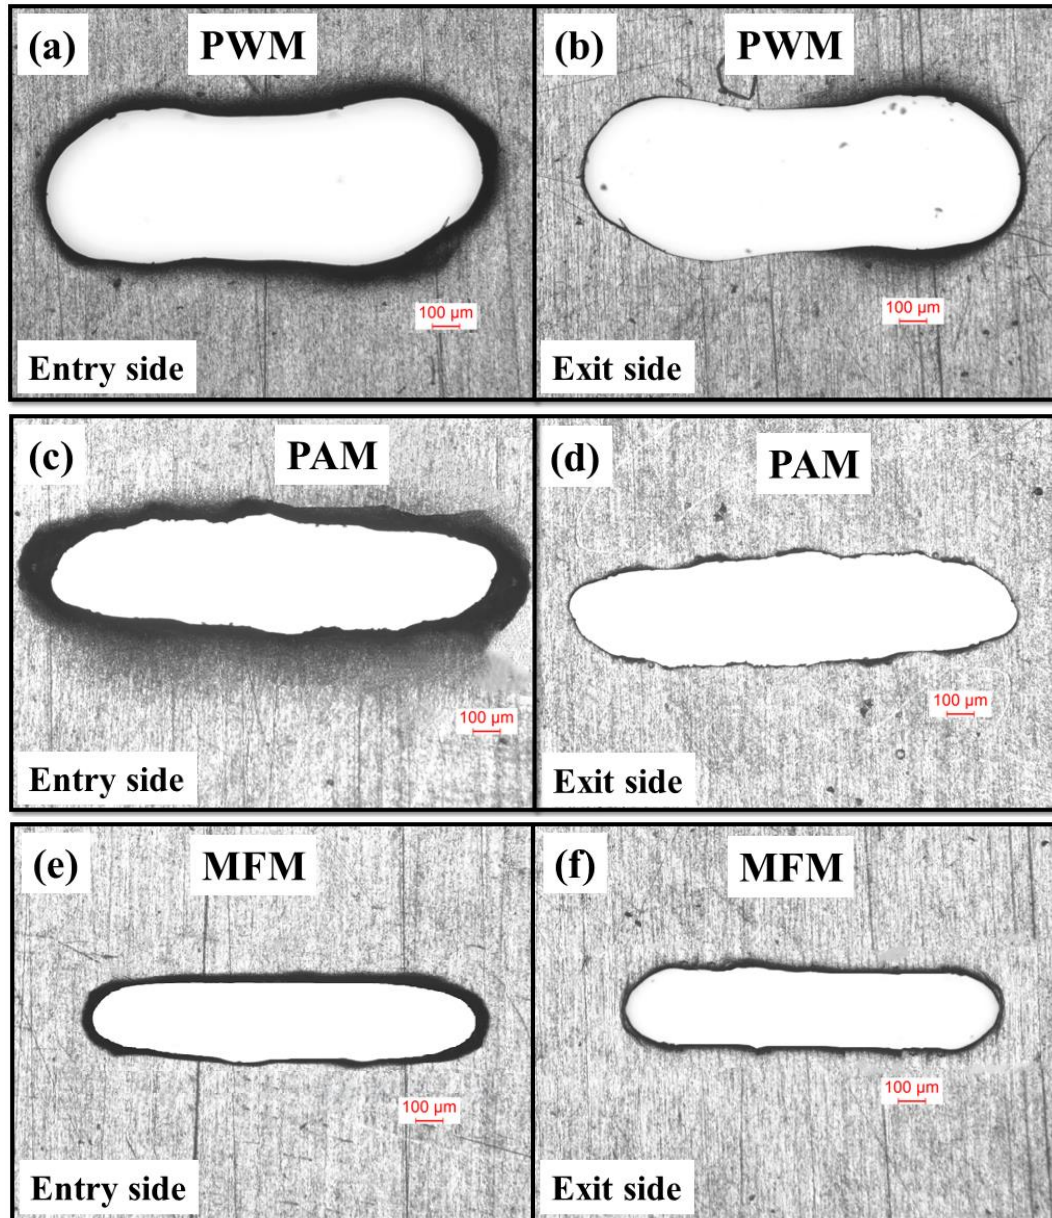 (a) PWM
100 µm
Entry side
(b) PWM
100 µm
Exit side
(c) PAM
100 µm
Entry side
(d) PAM
100 µm
Exit side
(e) MFM
100 µm
Entry side
(f) MFM
100 µm
Exit side